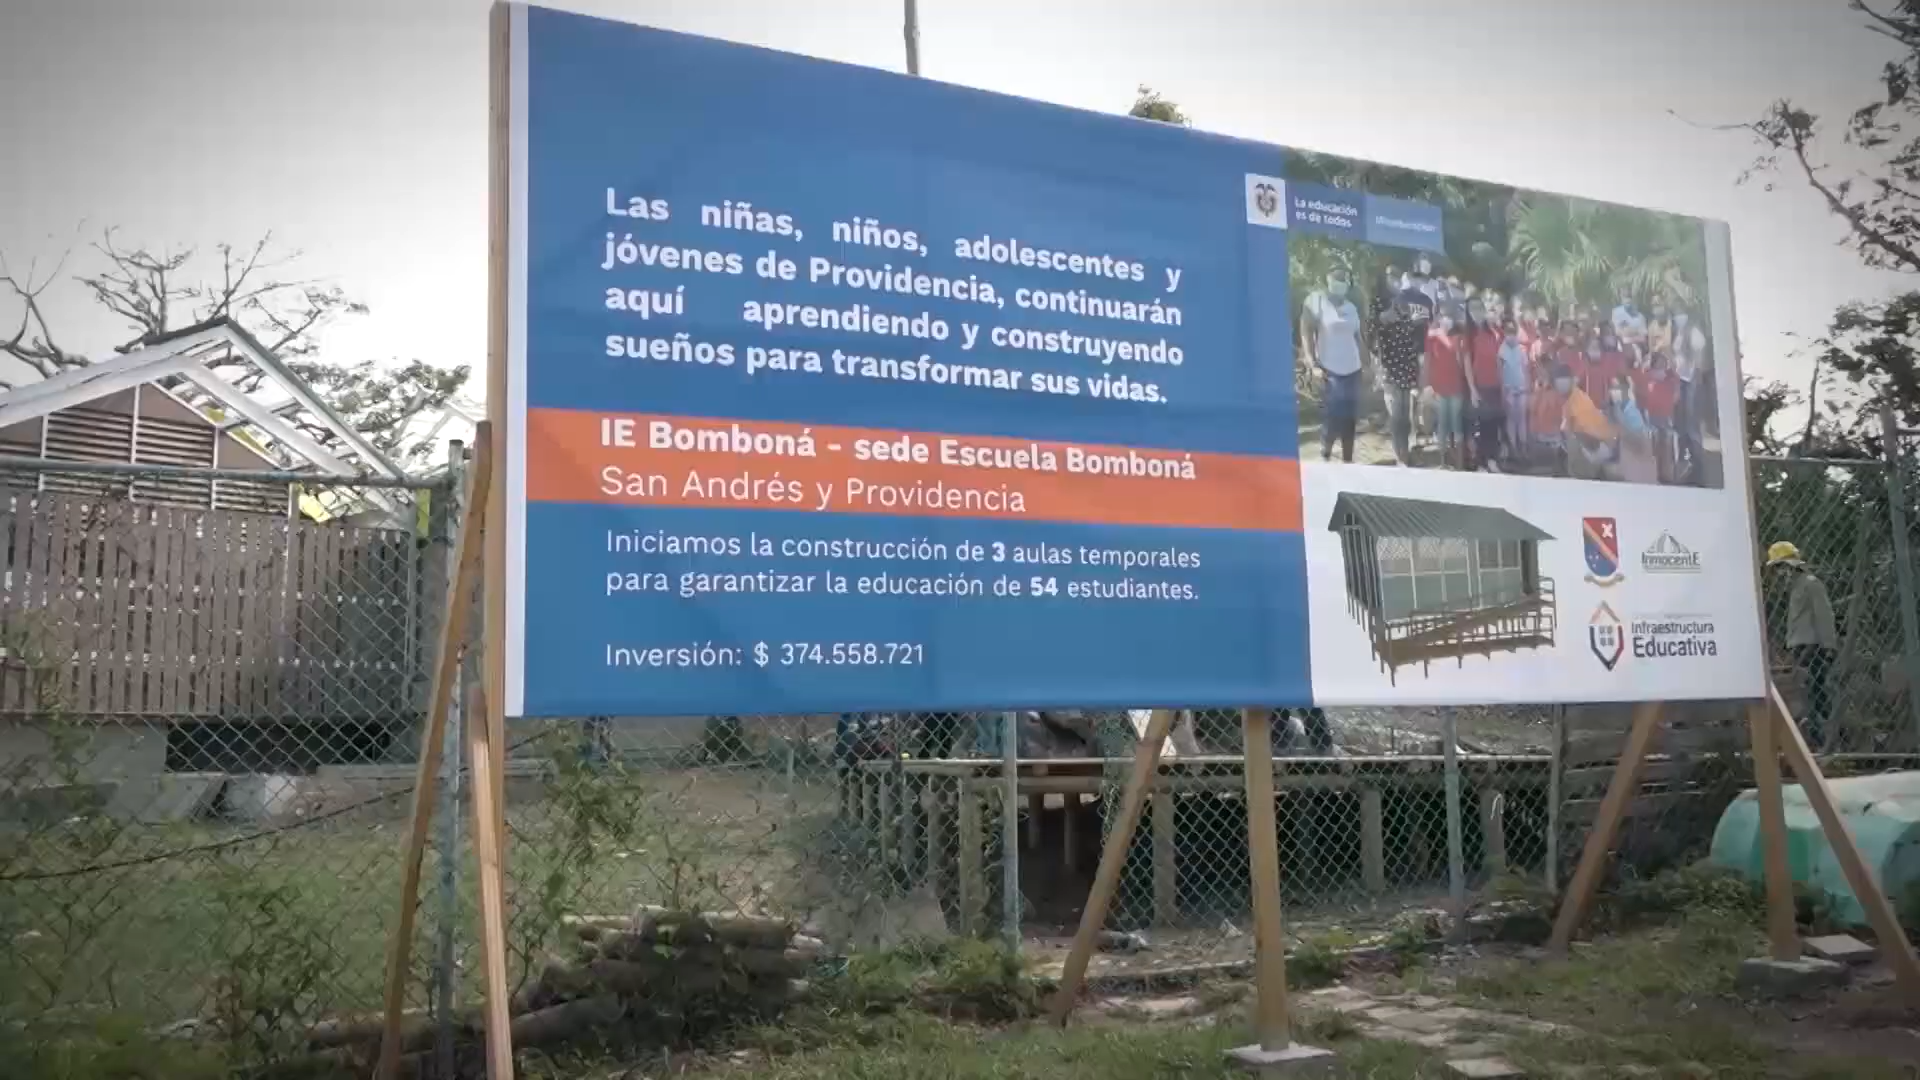 Las niñas, niños, adolescentes y
jóvenes de Providencia, continuarán
aquí aprendiendo y construyendo
sueños para transformar sus vidas.
IE Bomboná - sede Escuela Bomboná
San Andrés y Providencia
Iniciamos la construcción de 3 aulas temporales
para garantizar la educación de 54 estudiantes.
Inversión: $ 374.558.721
La educación
es de todos
Mineducación
InmocentE
Infraestructura
Educativa